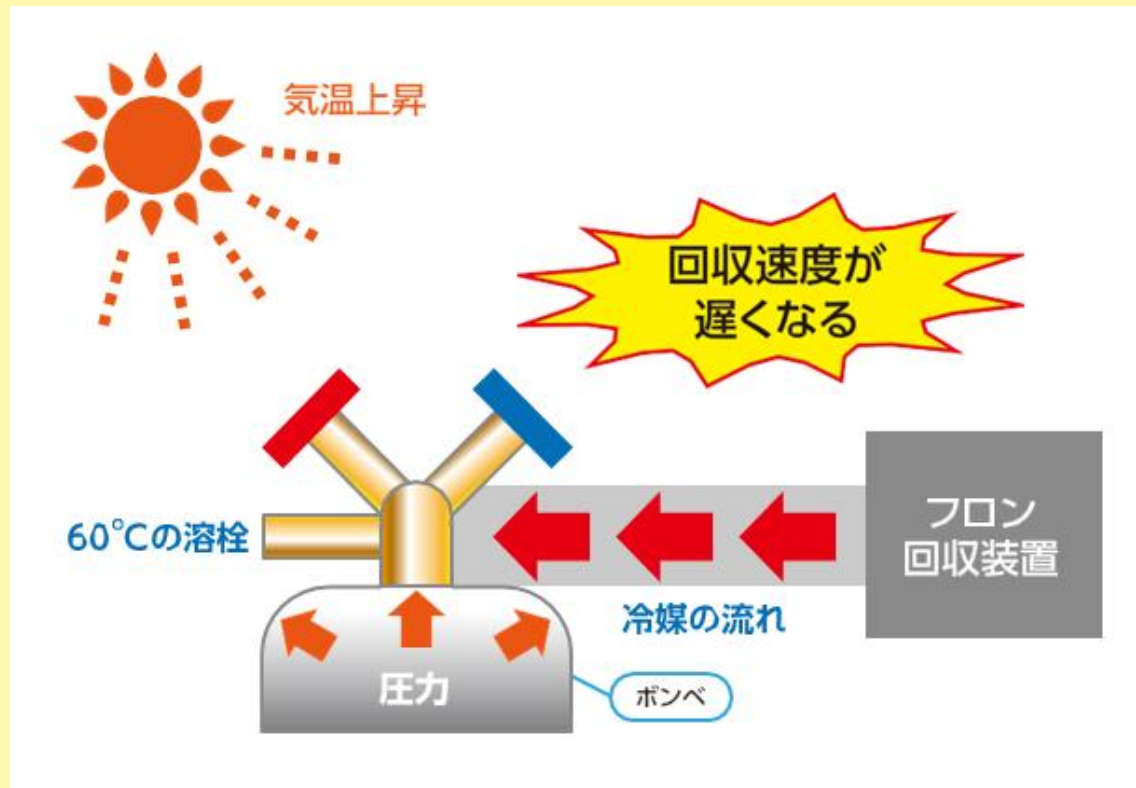 気温上昇
回収速度が
遅くなる
60℃の溶栓
フロン
回収装置
冷媒の流れ
圧力
ボンベ